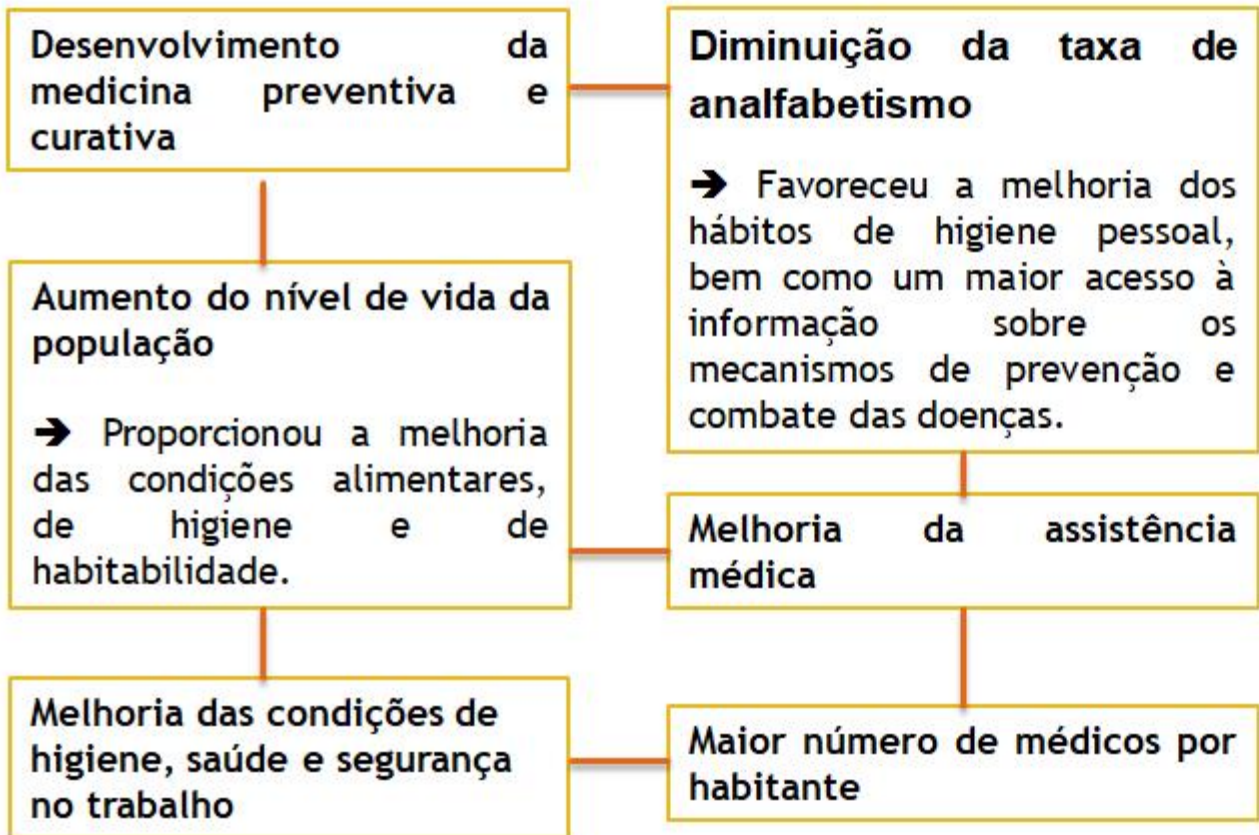 Desenvolvimento da
medicina preventiva e
curativa
Diminuição da taxa de
analfabetismo
➔ Favoreceu a melhoria dos
hábitos de higiene pessoal,
bem como um maior acesso à
informação sobre os
mecanismos de prevenção e
combate das doenças.
Aumento do nível de vida da
população
➔ Proporcionou a melhoria
das condições alimentares,
de higiene e de
habitabilidade.
Melhoria da assistência
médica
Melhoria das condições de
higiene, saúde e segurança
no trabalho
Maior número de médicos por
habitante